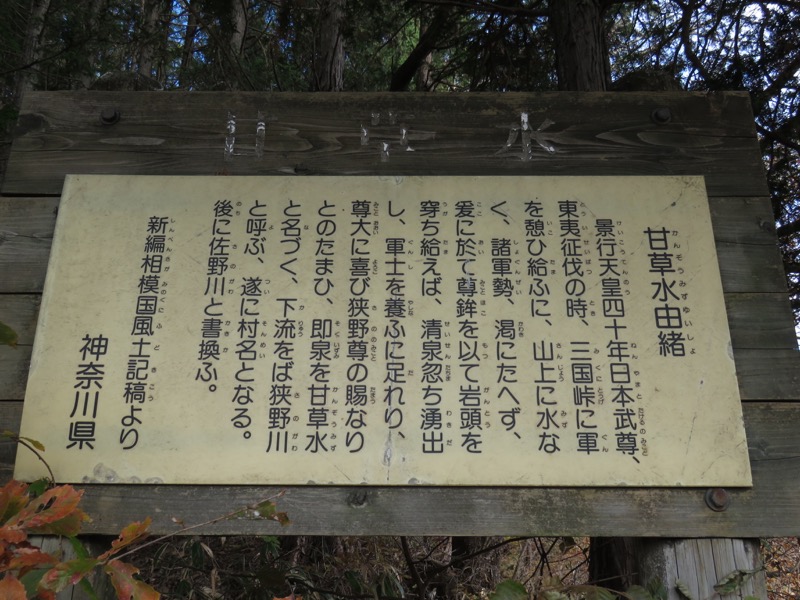 甘草水由緒
景行天皇四十年日本武尊、
東夷征伐の時、三国峠に軍
を憩ひ給ふに、山上に水な
く、諸軍勢、渇にたへず、
爰に於て尊鉾を以て岩頭を
穿ち給えば、清泉忽ち湧出
し、軍士を養ふに足れり、
尊大に喜び狭野尊の賜なり
とのたまひ、即泉を甘草水
と名づく、下流をば狭野川
と呼ぶ、遂に村名となる。
後に佐野川と書換ふ。
新編相模国風土記稿より
神奈川県